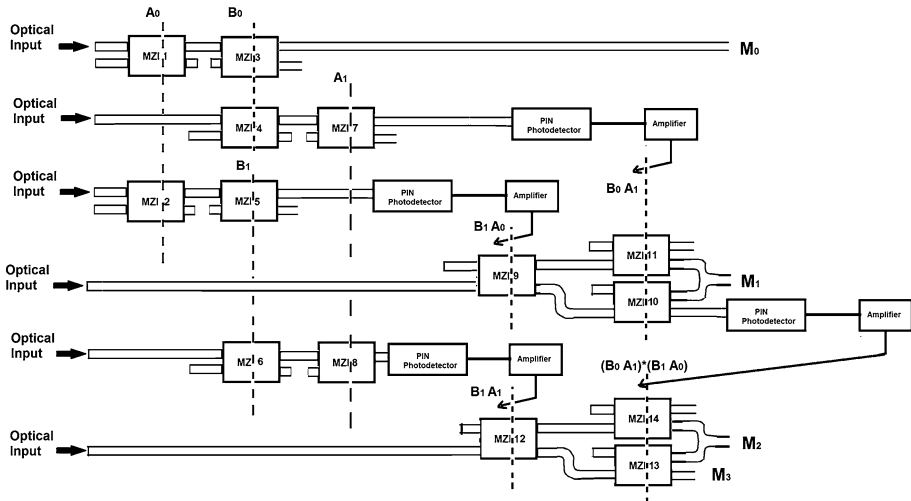 A0 B0
Optical
Input
MZI 1
MZI 3
M0
A1
Optical
Input
MZI 4
MZI 7
PIN
Photodetector
Amplifier
B0 A1
Optical
Input
B1
MZI 2
MZI 5
PIN
Photodetector
Amplifier
B1 A0
MZI 9
MZI 11
MZI 10
M1
Optical
Input
PIN
Photodetector
Amplifier
Optical
Input
MZI 6
MZI 8
PIN
Photodetector
Amplifier
(B0 A1)*(B1 A0)
B1 A1
MZI 12
MZI 14
MZI 13
M2
M3
Optical
Input